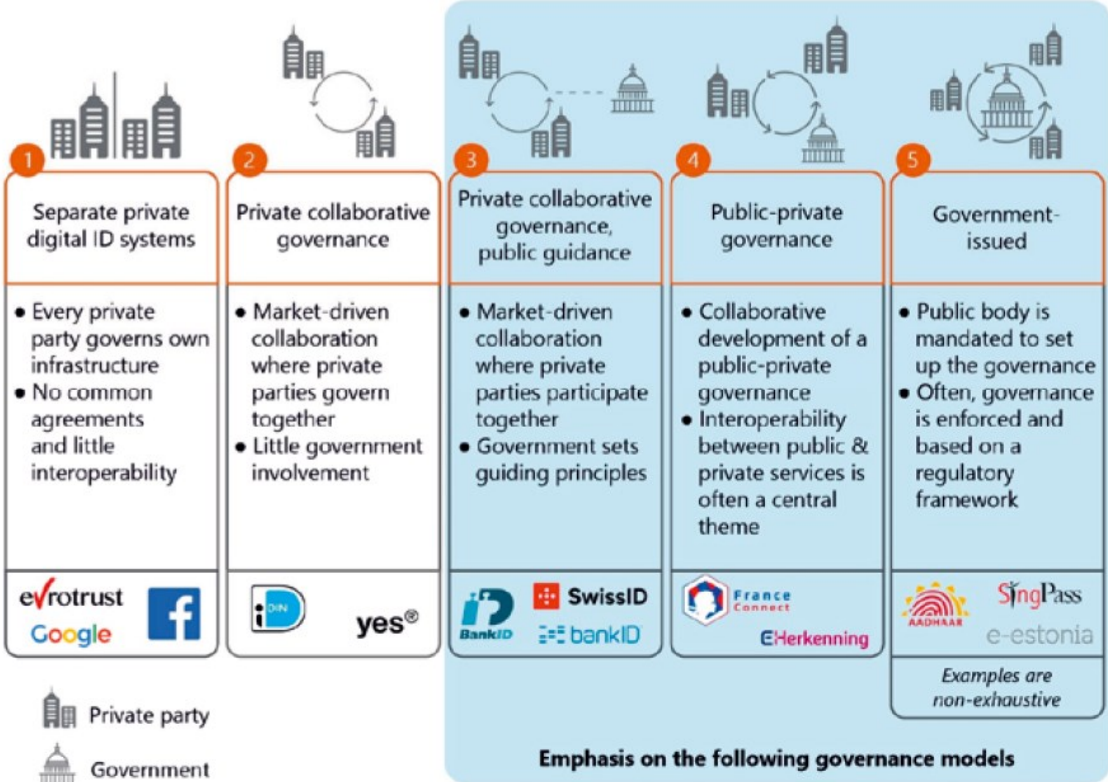 1
Separate private
digital ID systems
• Every private
party governs own
infrastructure
• No common
agreements
and little
interoperability
evrotrust
Google
f
2
Private collaborative
governance
• Market-driven
collaboration
where private
parties govern
together
• Little government
involvement
iDIN
yes®
3
Private collaborative
governance,
public guidance
• Market-driven
collaboration
where private
parties participate
together
• Government sets
guiding principles
BankID
SwissID
bankID
4
Public-private
governance
• Collaborative
development of a
public-private
governance
• Interoperability
between public &
private services is
often a central
theme
France
Connect
EHerkenning
5
Government-
issued
• Public body is
mandated to set
up the governance
• Often, governance
is enforced and
based on a
regulatory
framework
AADHAAR
SingPass
e-estonia
Examples are
non-exhaustive
Private party
Government
Emphasis on the following governance models